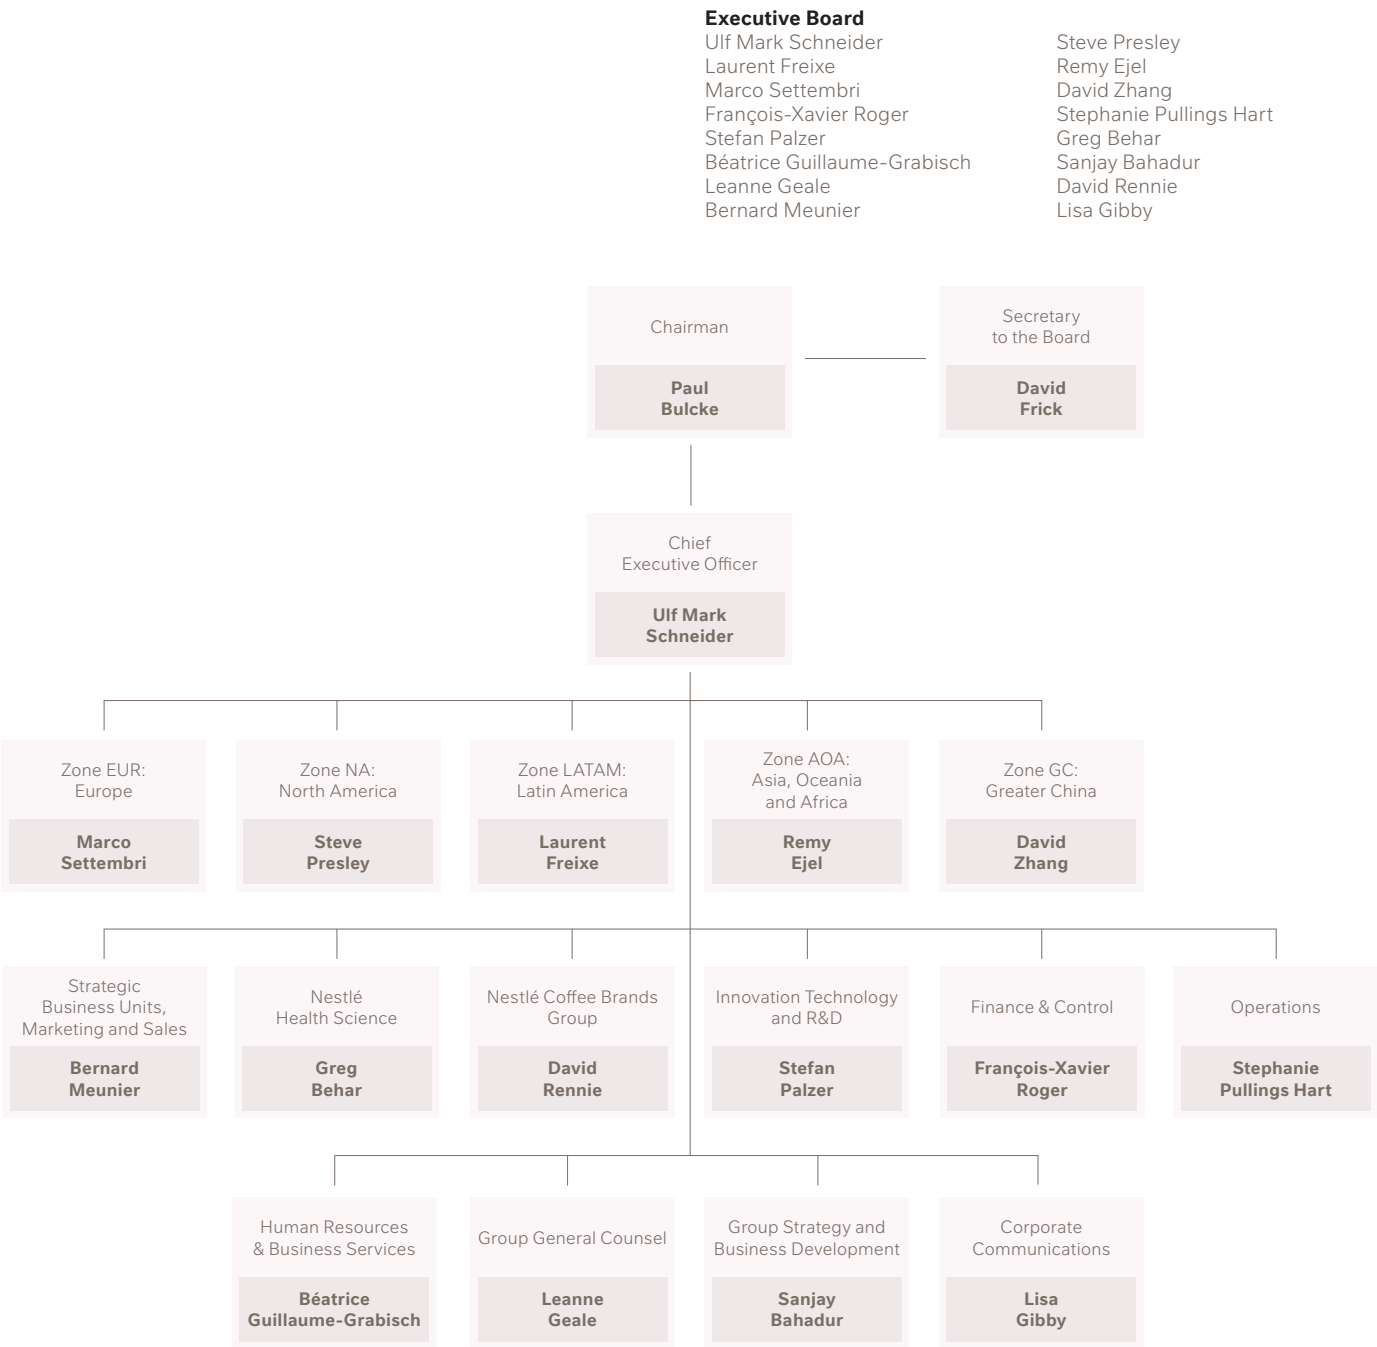 Executive Board
Ulf Mark Schneider
Laurent Freixe
Marco Settembri
François-Xavier Roger
Stefan Palzer
Béatrice Guillaume-Grabisch
Leanne Geale
Bernard Meunier
Steve Presley
Remy Ejel
David Zhang
Stephanie Pullings Hart
Greg Behar
Sanjay Bahadur
David Rennie
Lisa Gibby
Chairman
Paul
Bulcke
Secretary
to the Board
David
Frick
Chief
Executive Officer
Ulf Mark
Schneider
Zone EUR:
Europe
Marco
Settembri
Zone NA:
North America
Steve
Presley
Zone LATAM:
Latin America
Laurent
Freixe
Zone AOA:
Asia, Oceania
and Africa
Remy
Ejel
Zone GC:
Greater China
David
Zhang
Strategic
Business Units,
Marketing and Sales
Bernard
Meunier
Nestlé
Health Science
Greg
Behar
Nestlé Coffee Brands
Group
David
Rennie
Innovation Technology
and R&D
Stefan
Palzer
Finance & Control
François-Xavier
Roger
Operations
Stephanie
Pullings Hart
Human Resources
& Business Services
Béatrice
Guillaume-Grabisch
Group General Counsel
Leanne
Geale
Group Strategy and
Business Development
Sanjay
Bahadur
Corporate
Communications
Lisa
Gibby